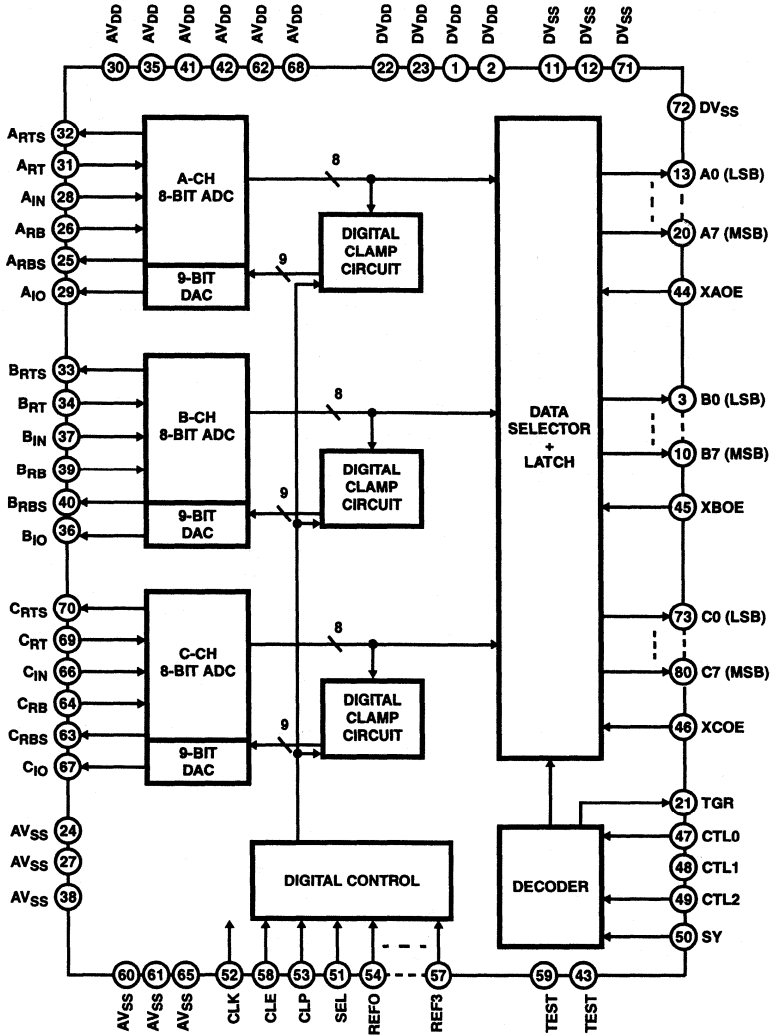 AVDD AVDD AVDD AVDD AVDD AVDD DVDD DVDD DVDD DVDD DVSS DVSS DVSS
30 35 41 42 62 68 22 23 1 2 11 12 71
72 DVSS
ARTS 32
ART 31
AIN 28
ARB 26
ARBS 25
AIO 29
A-CH
8-BIT ADC
9-BIT
DAC
8
9
DIGITAL
CLAMP
CIRCUIT
13 A0 (LSB)
20 A7 (MSB)
44 XAOE
BRTS 33
BRT 34
BIN 37
BRB 39
BRBS 40
BIO 36
B-CH
8-BIT ADC
9-BIT
DAC
8
9
DIGITAL
CLAMP
CIRCUIT
DATA
SELECTOR
+
LATCH
3 B0 (LSB)
10 B7 (MSB)
45 XBOE
CRTS 70
CRT 69
CIN 66
CRB 64
CRBS 63
CIO 67
C-CH
8-BIT ADC
9-BIT
DAC
8
9
DIGITAL
CLAMP
CIRCUIT
73 C0 (LSB)
80 C7 (MSB)
46 XCOE
AVSS 24
AVSS 27
AVSS 38
DIGITAL CONTROL
DECODER
21 TGR
47 CTL0
48 CTL1
49 CTL2
50 SY
60 61 65 52 58 53 51 54 57 59 43
AVSS AVSS AVSS CLK CLE CLP SEL REFO REF3 TEST TEST